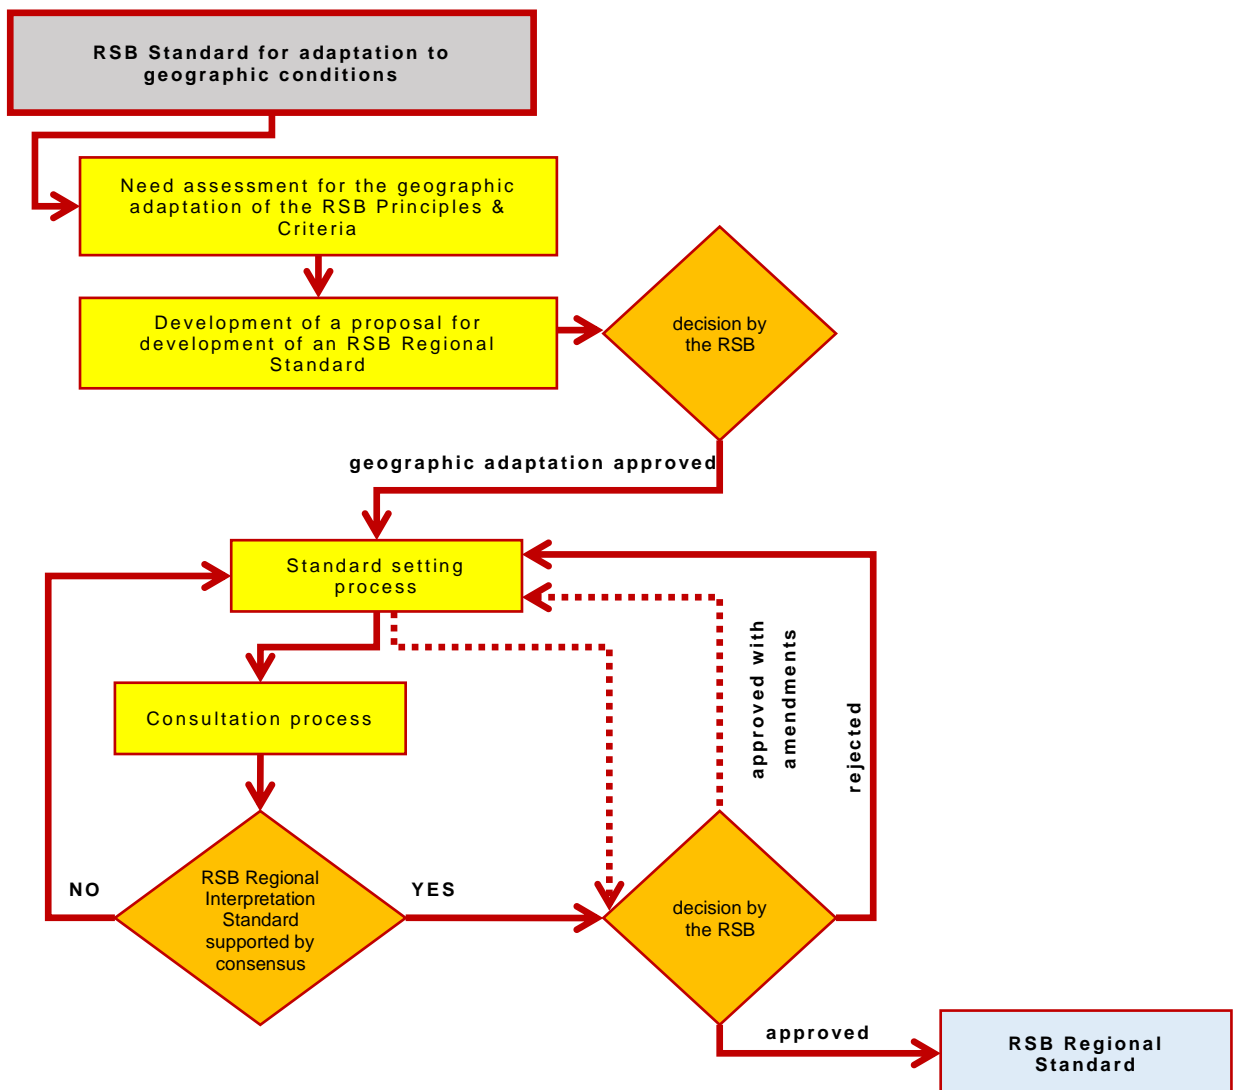 RSB Standard for adaptation to
geographic conditions
Need assessment for the geographic
adaptation of the RSB Principles &
Criteria
Development of a proposal for
development of an RSB Regional
Standard
decision by
the RSB
geographic adaptation approved
Standard setting
process
Consultation process
approved with
amendments
rejected
NO
RSB Regional
Interpretation
Standard
supported by
consensus
YES
decision by
the RSB
approved
RSB Regional
Standard